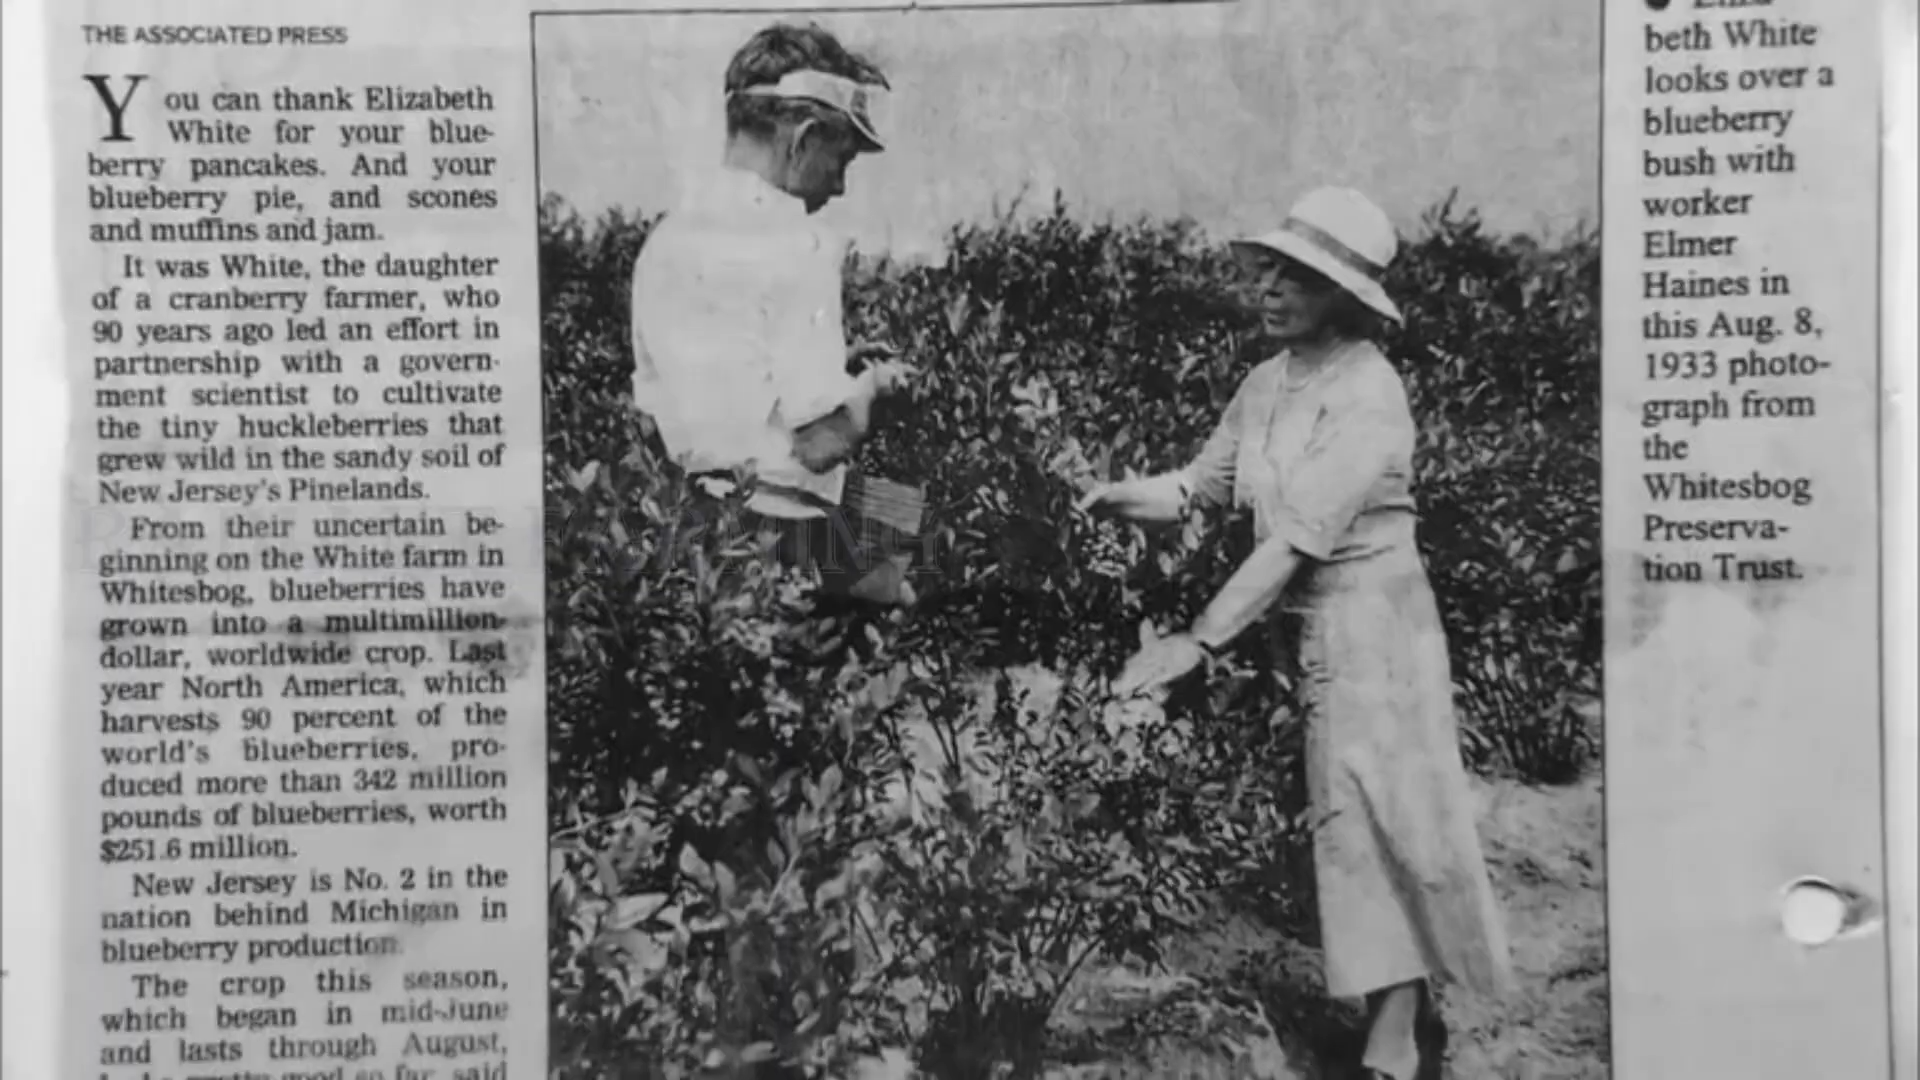 THE ASSOCIATED PRESS
You can thank Elizabeth
White for your blue-
berry pancakes. And your
blueberry pie, and scones
and muffins and jam.
It was White, the daughter
of a cranberry farmer, who
90 years ago led an effort in
partnership with a govern-
ment scientist to cultivate
the tiny huckleberries that
grew wild in the sandy soil of
New Jersey's Pinelands.
From their uncertain be-
ginning on the White farm in
Whitesbog, blueberries have
grown into a multimillion-
dollar, worldwide crop. Last
year North America, which
harvests 90 percent of the
world's blueberries, pro-
duced more than 342 million
pounds of blueberries, worth
$251.6 million.
New Jersey is No. 2 in the
nation behind Michigan in
blueberry production.
The crop this season,
which began in mid-June
and lasts through August,
good so far, said
beth White
looks over a
blueberry
bush with
worker
Elmer
Haines in
this Aug. 8,
1933 photo-
graph from
the
Whitesbog
Preserva-
tion Trust.
FARMING